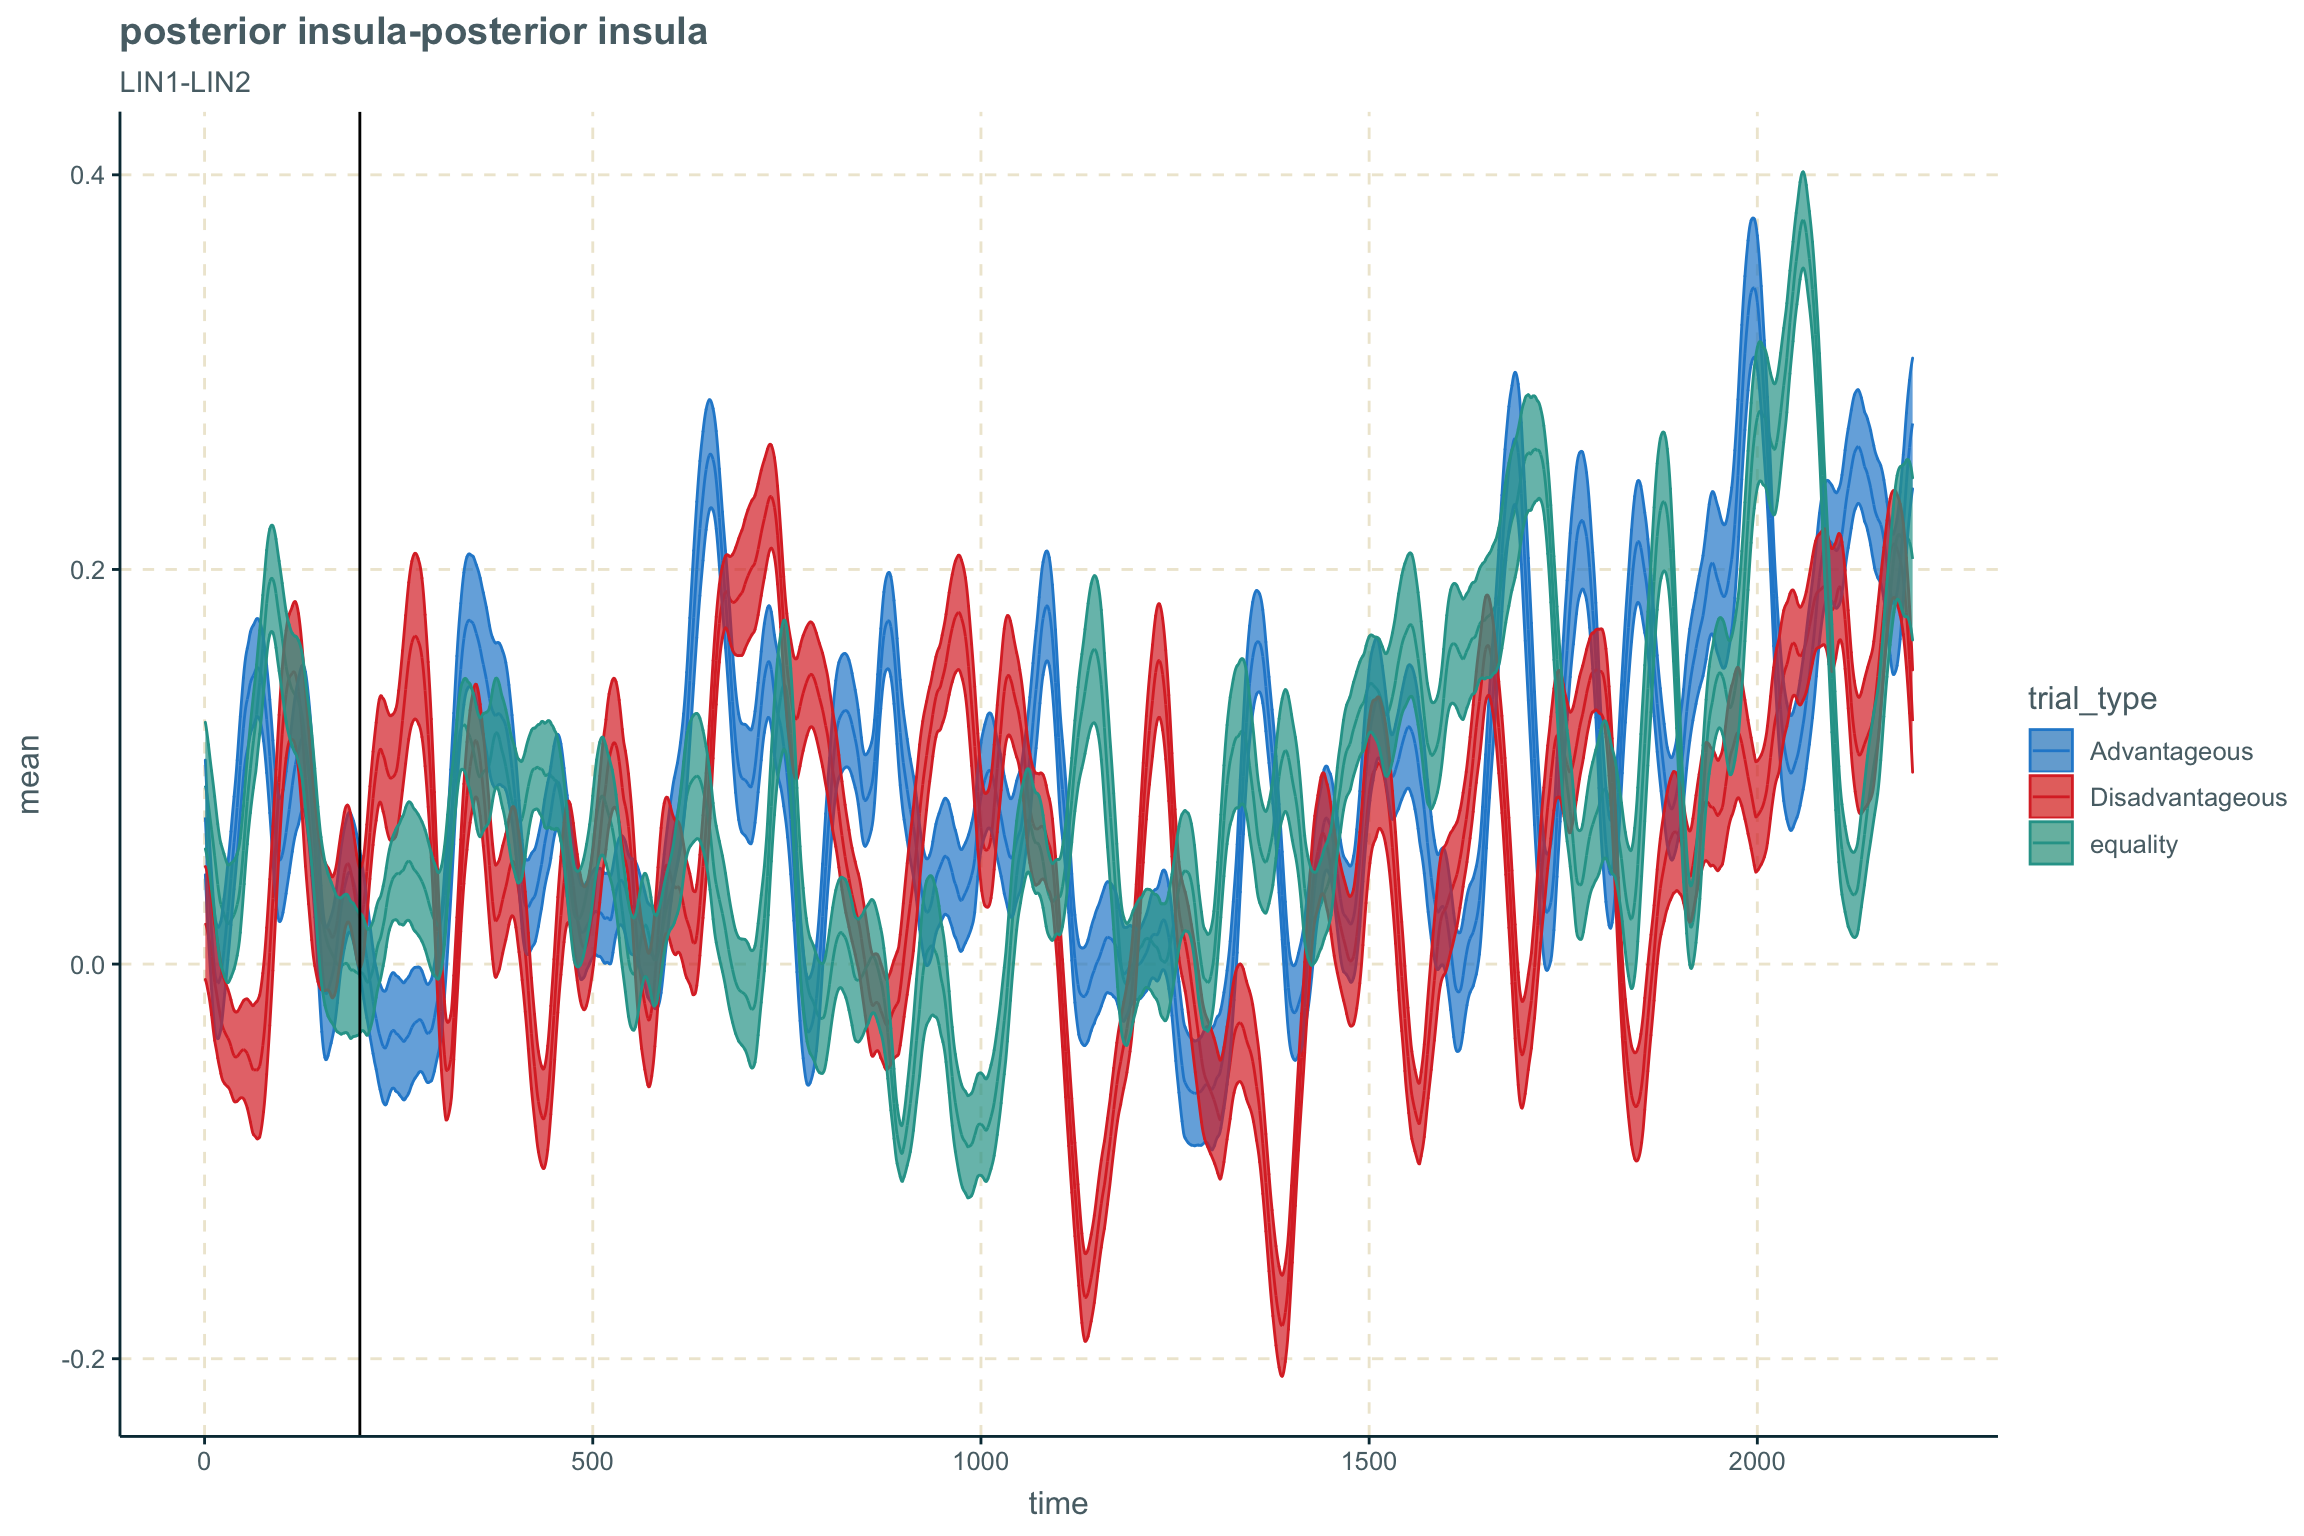 posterior insula-posterior insula
LIN1-LIN2
mean
0.4
0.2
0.0
-0.2
0
500
1000
1500
2000
time
trial_type
Advantageous
Disadvantageous
equality